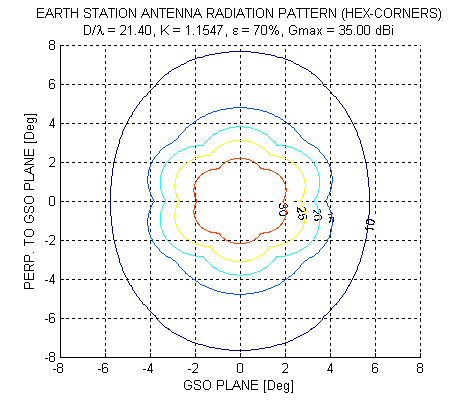 EARTH STATION ANTENNA RADIATION PATTERN (HEX-CORNERS)
D/λ = 21.40, K = 1.1547, ε = 70%, Gmax = 35.00 dBi
PERP. TO GSO PLANE [Deg]
8
6
4
2
0
-2
-4
-6
-8
30
25
20
15
10
-8 -6 -4 -2 0 2 4 6 8
GSO PLANE [Deg]